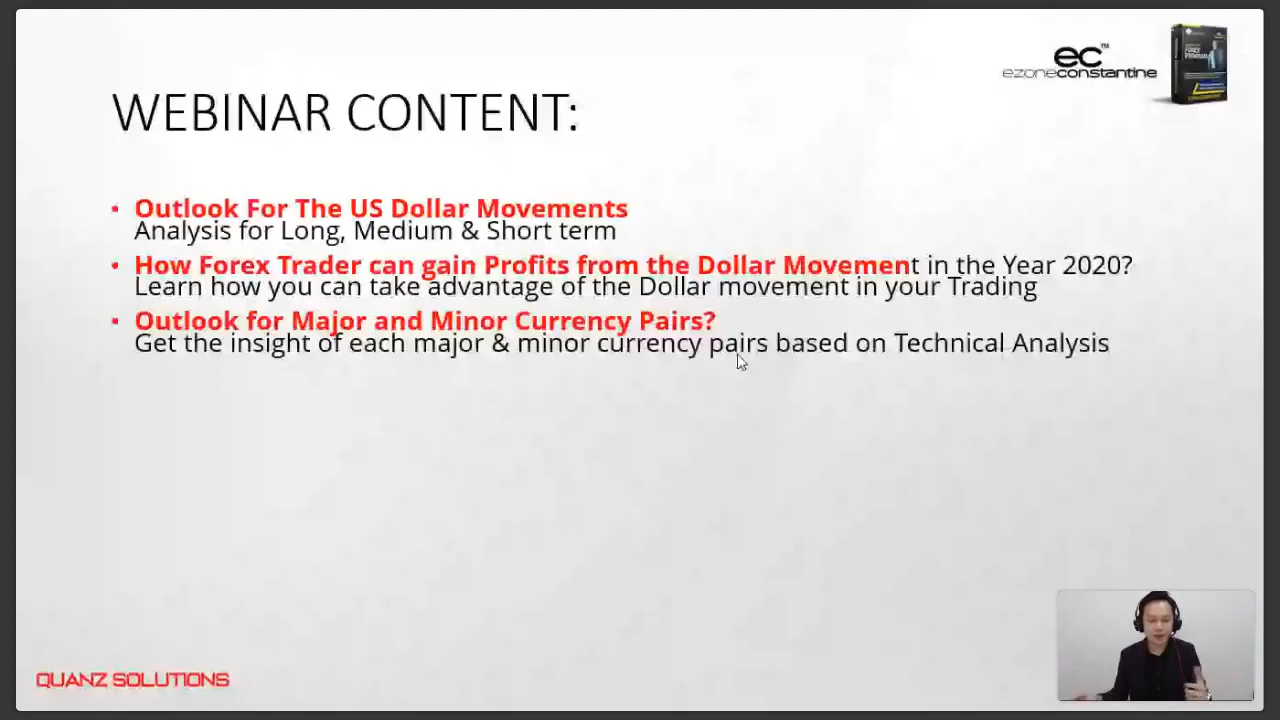 ec™
ezoneconstantine
WEBINAR CONTENT:
Outlook For The US Dollar Movements
Analysis for Long, Medium & Short term
How Forex Trader can gain Profits from the Dollar Movement in the Year 2020?
Learn how you can take advantage of the Dollar movement in your Trading
Outlook for Major and Minor Currency Pairs?
Get the insight of each major & minor currency pairs based on Technical Analysis
QUANZ SOLUTIONS